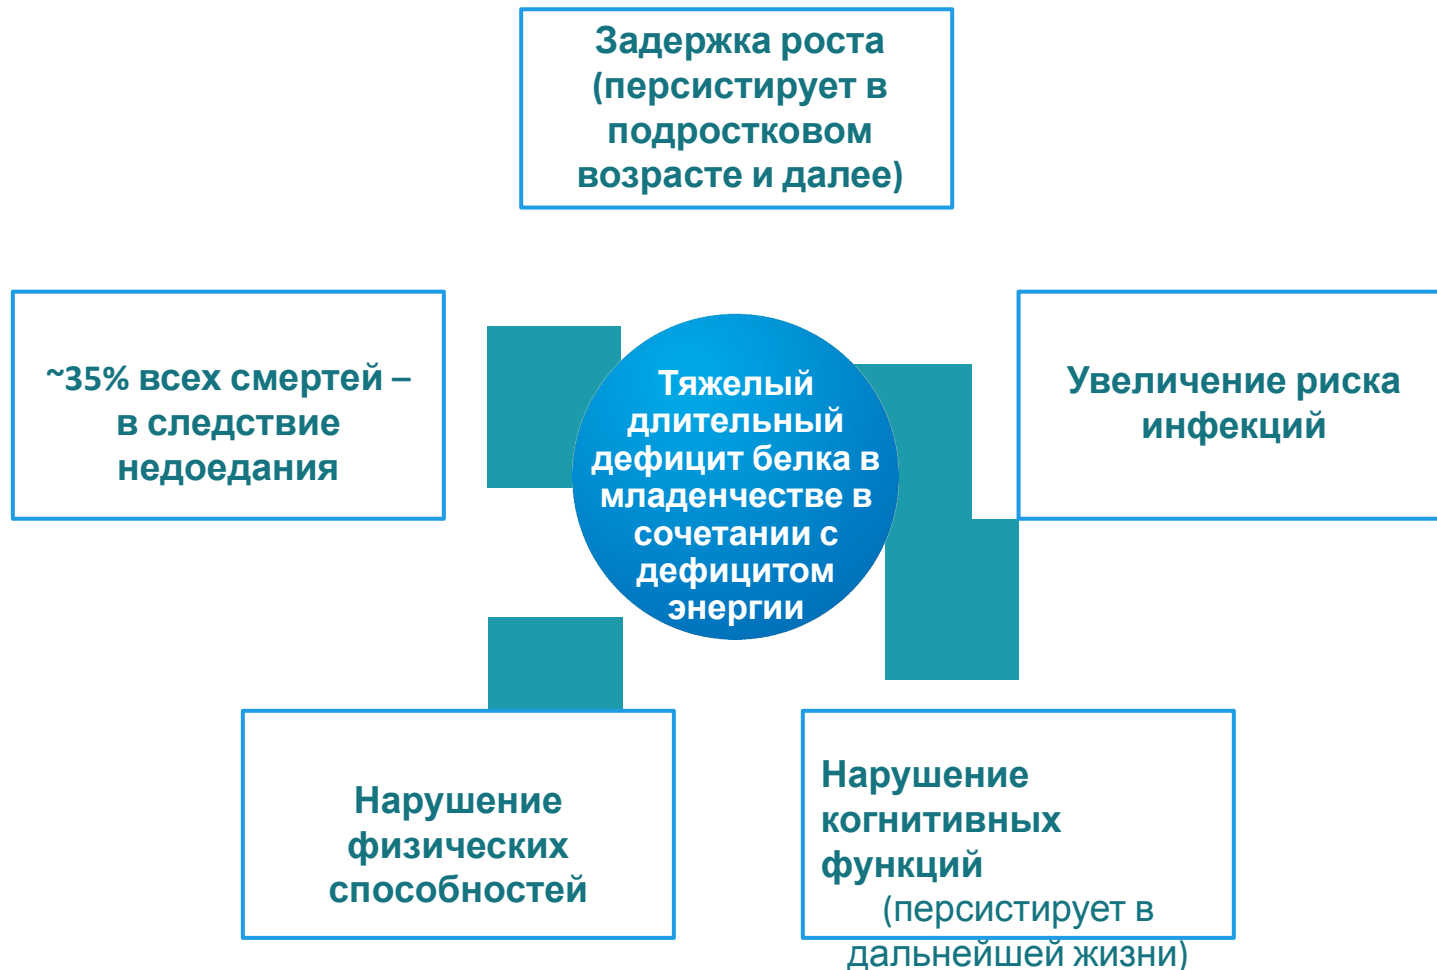 Задержка роста
(персистирует в
подростковом
возрасте и далее)
~35% всех смертей –
в следствие
недоедания
Тяжелый
длительный
дефицит белка в
младенчестве в
сочетании с
дефицитом
энергии
Увеличение риска
инфекций
Нарушение
физических
способностей
Нарушение
когнитивных
функций
(персистирует в
дальнейшей жизни)